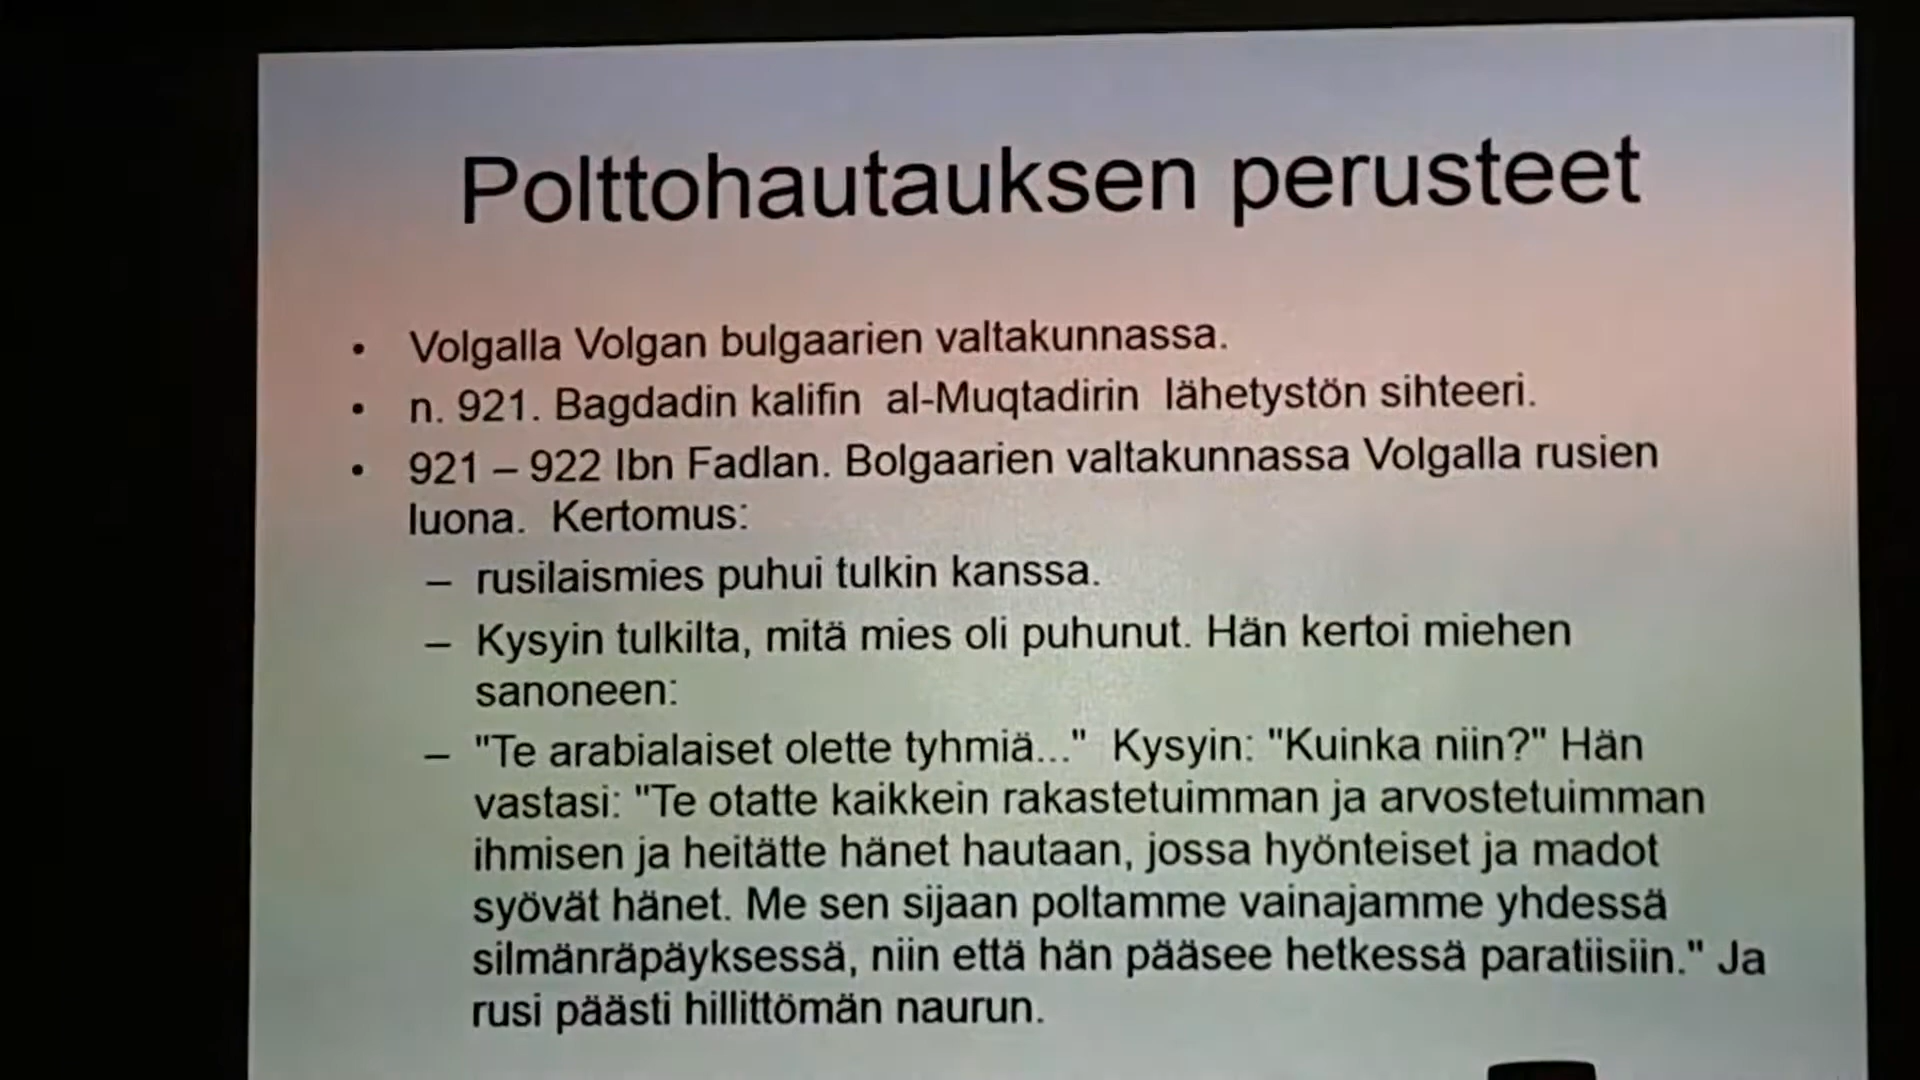 Polttohautauksen perusteet
• Volgalla Volgan bulgaarien valtakunnassa.
• n. 921. Bagdadin kalifin al-Muqtadirin lähetystön sihteeri.
• 921 – 922 Ibn Fadlan. Bolgaarien valtakunnassa Volgalla rusien
luona. Kertomus:
– rusilaismies puhui tulkin kanssa.
– Kysyin tulkilta, mitä mies oli puhunut. Hän kertoi miehen
sanoneen:
– "Te arabialaiset olette tyhmiä..." Kysyin: "Kuinka niin?" Hän
vastasi: "Te otatte kaikkein rakastetuimman ja arvostetuimman
ihmisen ja heitätte hänet hautaan, jossa hyönteiset ja madot
syövät hänet. Me sen sijaan poltamme vainajamme yhdessä
silmänräpäyksessä, niin että hän pääsee hetkessä paratiisiin." Ja
rusi päästi hillittömän naurun.